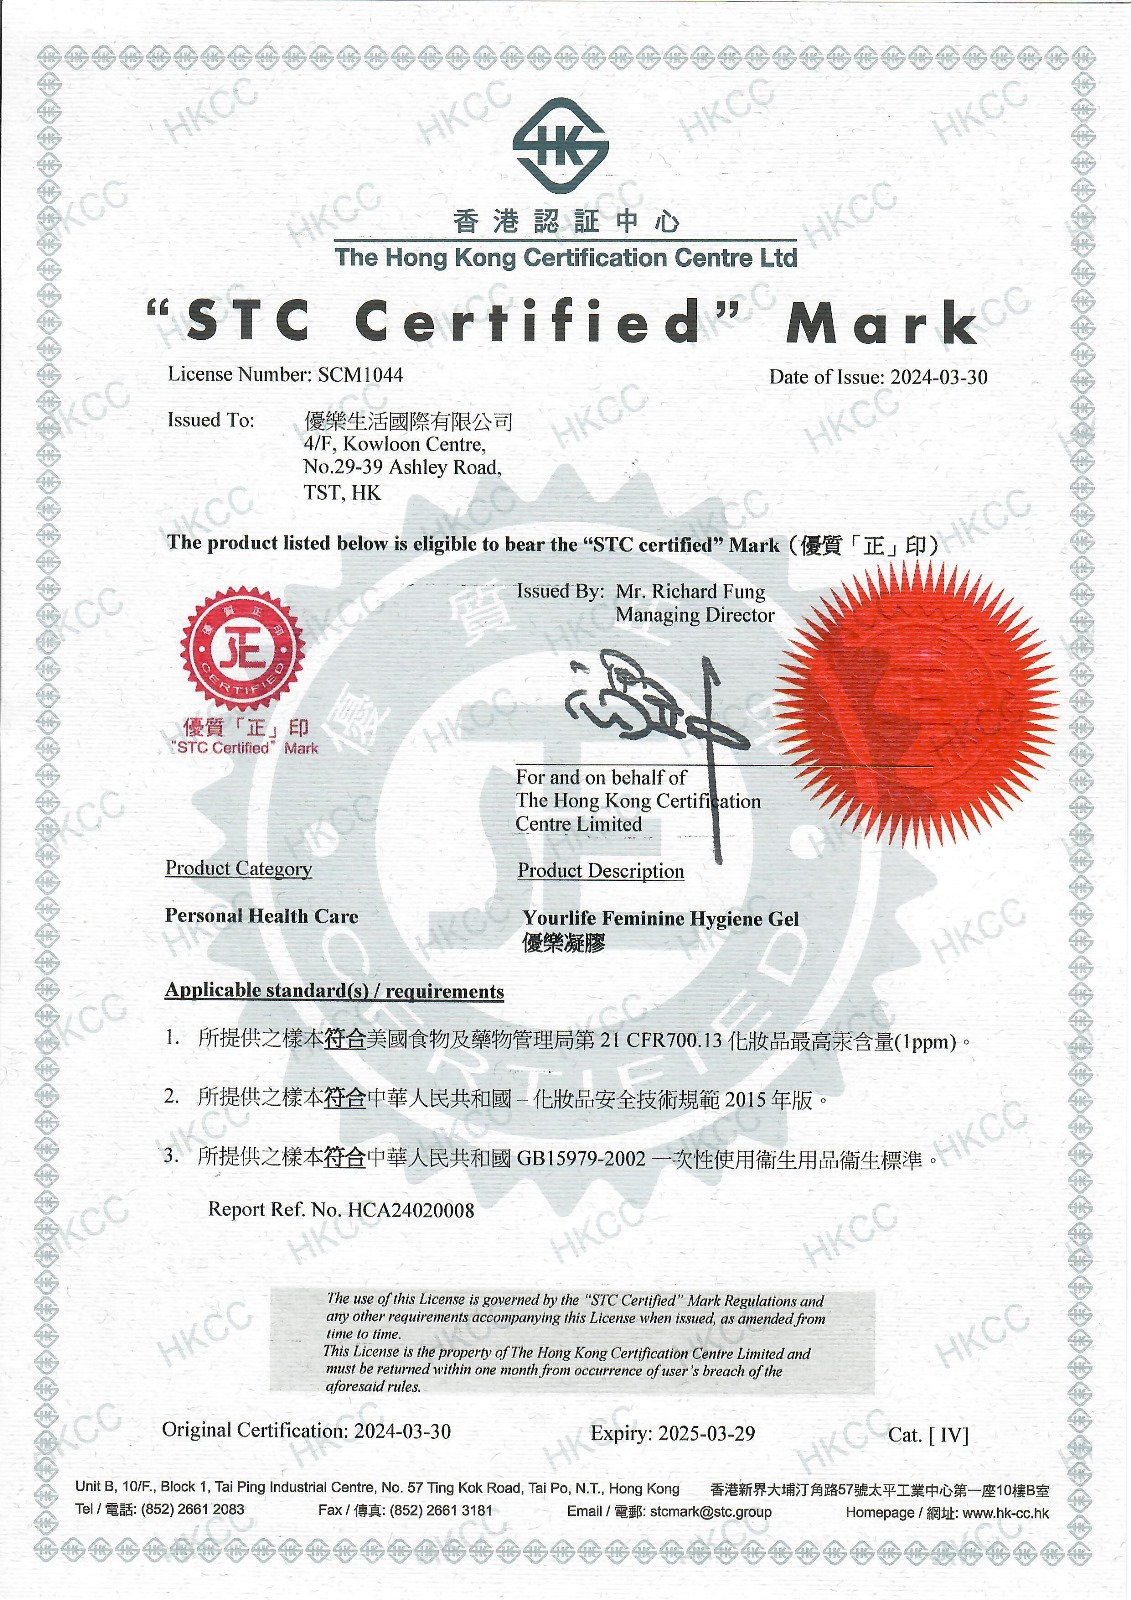 HK
香港認証中心
The Hong Kong Certification Centre Ltd
“STC Certified” Mark
License Number: SCM1044
Date of Issue: 2024-03-30
Issued To: 優樂生活國際有限公司
4/F, Kowloon Centre,
No.29-39 Ashley Road,
TST, HK
The product listed below is eligible to bear the “STC certified” Mark（優質「正」印）
Issued By: Mr. Richard Fung
Managing Director
優質正印
正
CERTIFIED
優質「正」印
"STC Certified" Mark
For and on behalf of
The Hong Kong Certification
Centre Limited
Product Category
Product Description
Personal Health Care
Yourlife Feminine Hygiene Gel
優樂凝膠
Applicable standard(s) / requirements
1. 所提供之樣本符合美國食物及藥物管理局第 21 CFR700.13 化妝品最高汞含量(1ppm)。
2. 所提供之樣本符合中華人民共和國 – 化妝品安全技術規範 2015 年版。
3. 所提供之樣本符合中華人民共和國 GB15979-2002 一次性使用衞生用品衞生標準。
Report Ref. No. HCA24020008
The use of this License is governed by the "STC Certified" Mark Regulations and
any other requirements accompanying this License when issued, as amended from
time to time.
This License is the property of The Hong Kong Certification Centre Limited and
must be returned within one month from occurrence of user's breach of the
aforesaid rules.
Original Certification: 2024-03-30
Expiry: 2025-03-29
Cat. [ IV]
Unit B, 10/F., Block 1, Tai Ping Industrial Centre, No. 57 Ting Kok Road, Tai Po, N.T., Hong Kong 香港新界大埔汀角路57號太平工業中心第一座10樓B室
Tel / 電話: (852) 2661 2083 Fax / 傳真: (852) 2661 3181 Email / 電郵: stcmark@stc.group Homepage / 網址: www.hk-cc.hk